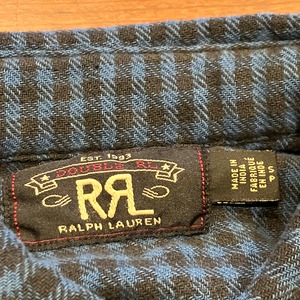 EST. 1993
DOUBLE RL
RRL
RALPH LAUREN
MADE IN
INDIA
FABRIQUÉ
EN INDE
S
P